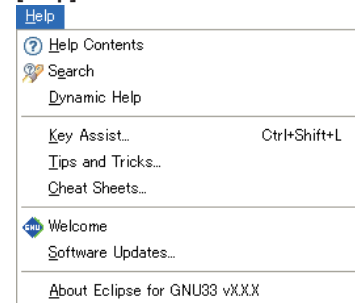 Help
Help Contents
Search
Dynamic Help
Key Assist... Ctrl+Shift+L
Tips and Tricks...
Cheat Sheets...
GNU Welcome
Software Updates...
About Eclipse for GNU33 vX.X.X